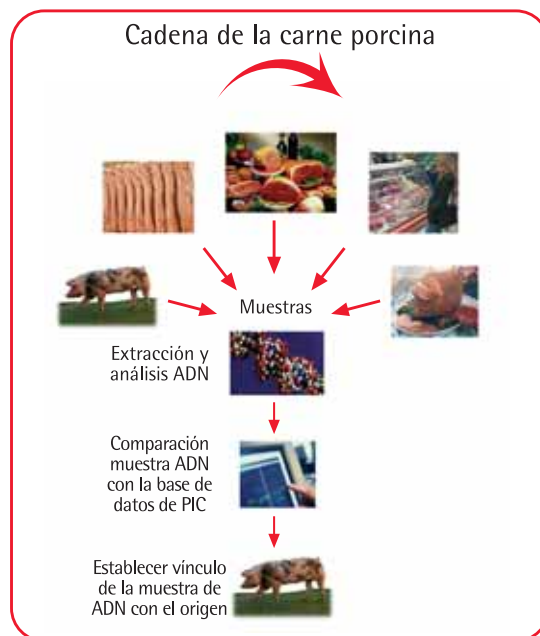 Cadena de la carne porcina
Muestras
Extracción y
análisis ADN
Comparación
muestra ADN
con la base de
datos de PIC
Establecer vínculo
de la muestra de
ADN con el origen